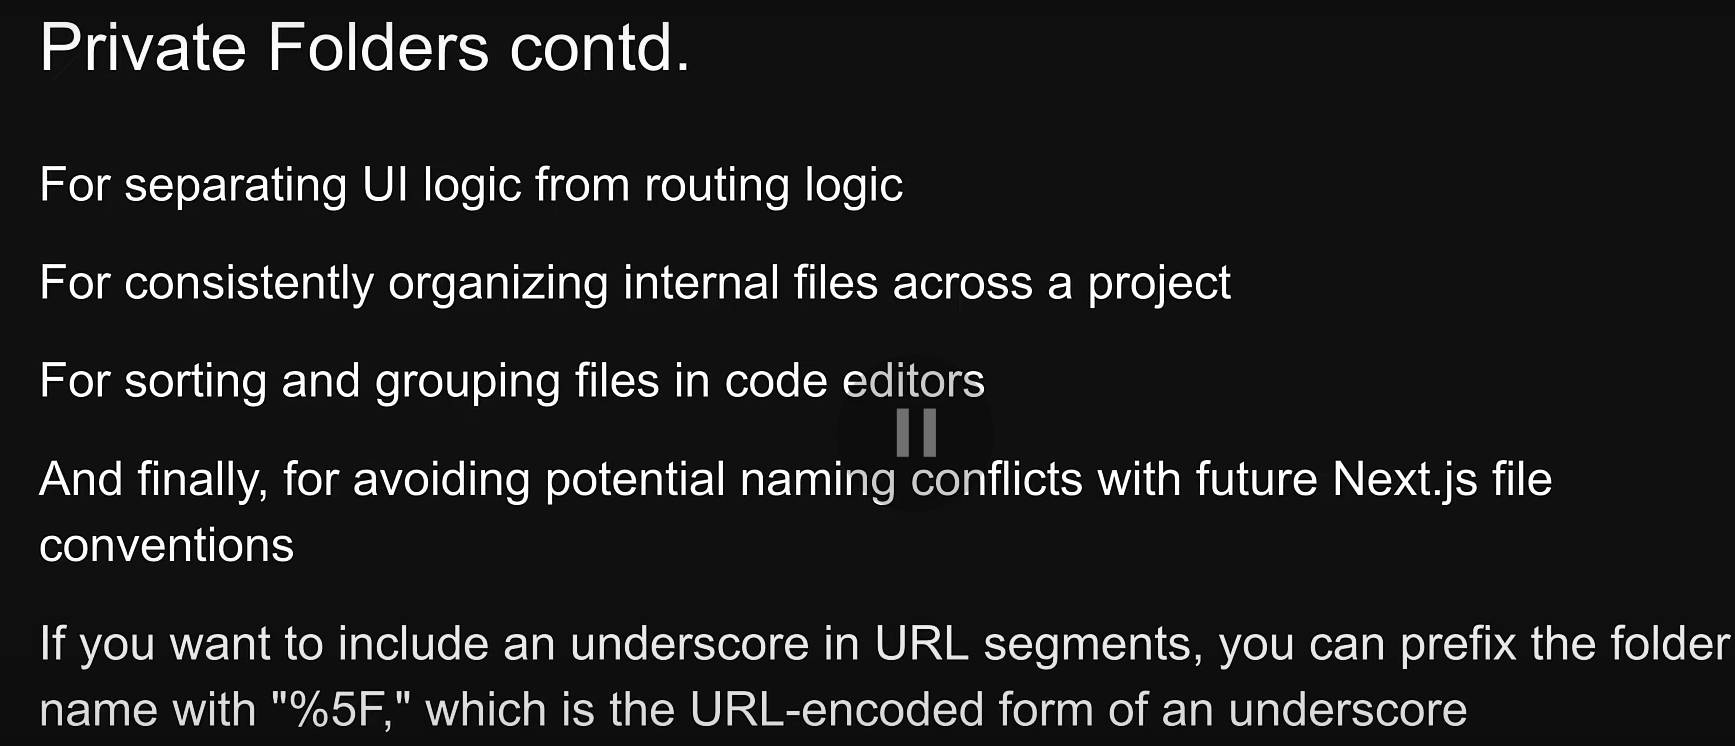 Private Folders contd.
For separating UI logic from routing logic
For consistently organizing internal files across a project
For sorting and grouping files in code editors
And finally, for avoiding potential naming conflicts with future Next.js file
conventions
If you want to include an underscore in URL segments, you can prefix the folder
name with "%5F," which is the URL-encoded form of an underscore